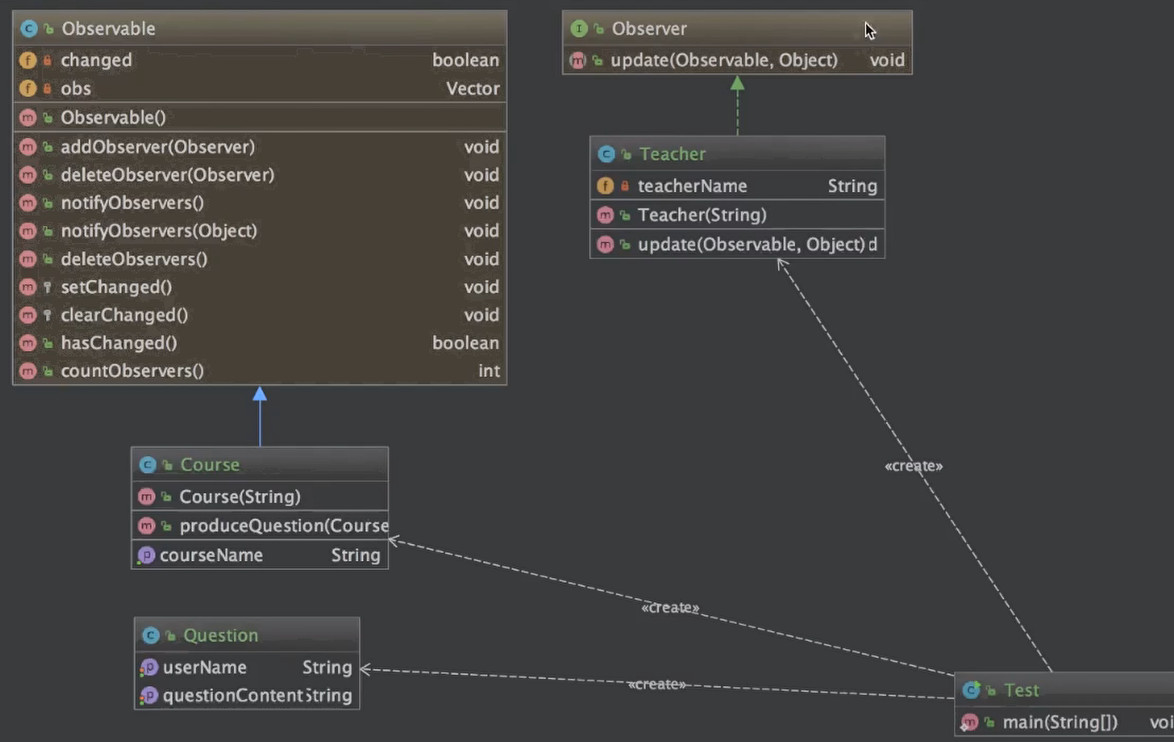 Observable
changed boolean
obs Vector
Observable()
addObserver(Observer) void
deleteObserver(Observer) void
notifyObservers() void
notifyObservers(Object) void
deleteObservers() void
setChanged() void
clearChanged() void
hasChanged() boolean
countObservers() int
Observer
update(Observable, Object) void
Teacher
teacherName String
Teacher(String)
update(Observable, Object) d
«create»
Course
Course(String)
produceQuestion(Course
courseName String
«create»
Question
userName String
questionContent String
«create»
Test
main(String[]) voi